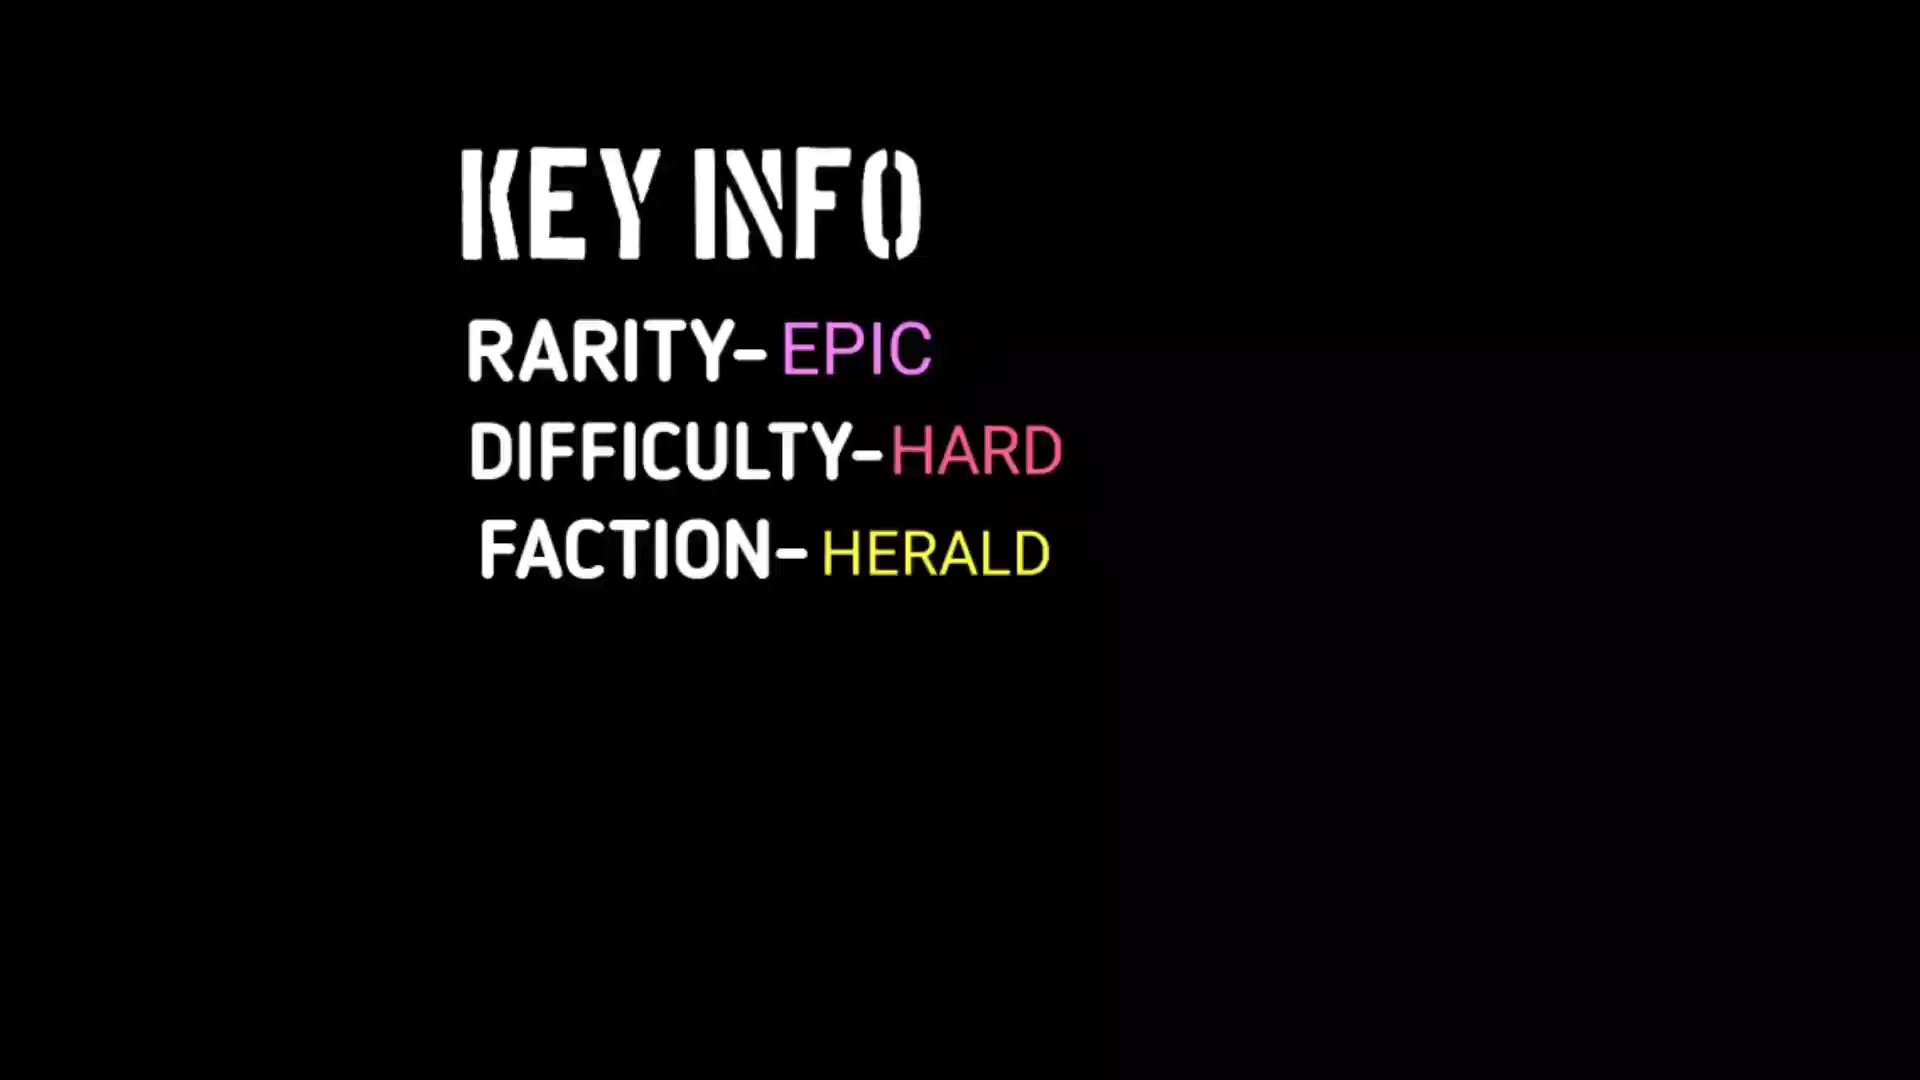 KEY INFO
RARITY- EPIC
DIFFICULTY-HARD
FACTION- HERALD